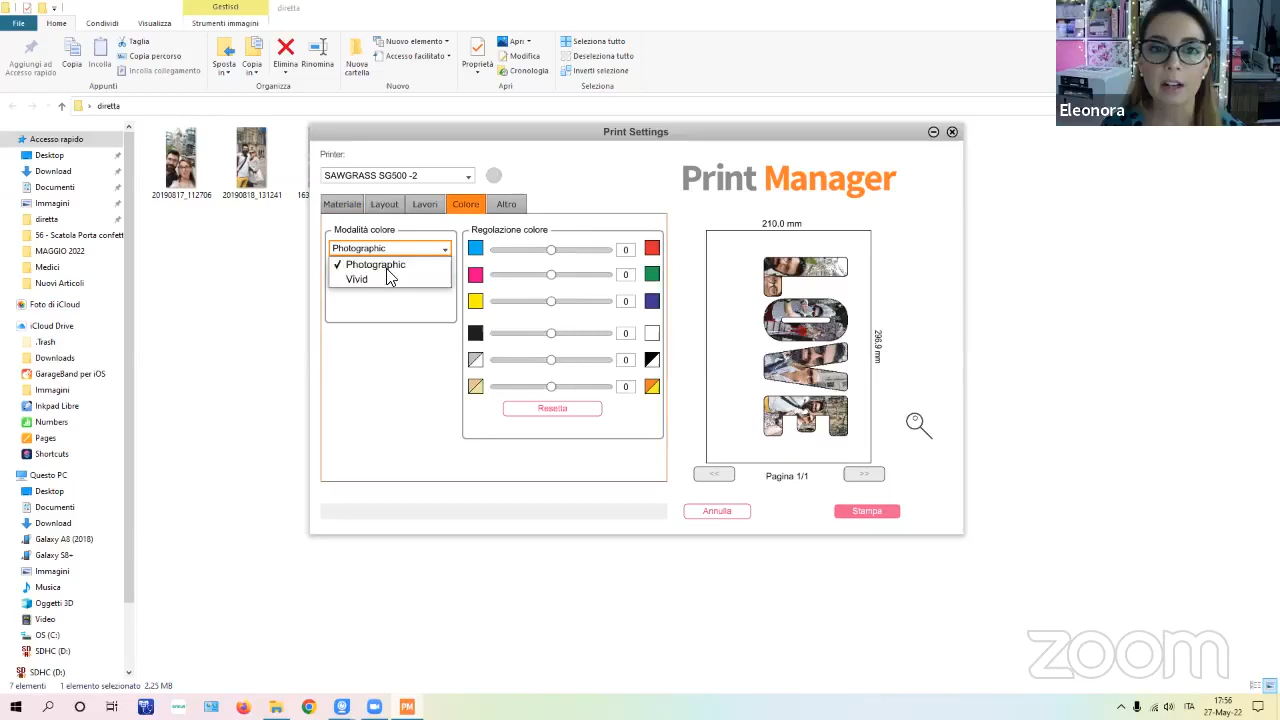 Gestisci
diretta
File
Home
Condividi
Visualizza
Strumenti immagini
Aggiungi ad
Accesso rapido
Copia
Incolla
Taglia
Copia percorso
Incolla collegamento
Appunti
Sposta
in
Copia
in
Elimina
Rinomina
Organizza
Nuova
cartella
Nuovo elemento
Accesso facilitato
Nuovo
Proprietà
Apri
Modifica
Cronologia
Apri
Seleziona tutto
Deseleziona tutto
Inverti selezione
Seleziona
Eleonora
diretta
Accesso rapido
Desktop
Download
Documenti
Immagini
diretta
56 - Scatola Porta confett
MAGGIO 2022
Medici
Oggetti 3D
Foto di iCloud
iCloud Drive
.Trash
Downloads
GarageBand per iOS
Immagini
Inkpad Libre
Numbers
Pages
Shortcuts
Questo PC
Desktop
Documenti
Download
Galaxy A8 (2018)
Galaxy S8+
Immagini
Musica
Oggetti 3D
Video
OS (C:)
SDHC (D:)
SDHC (D:)
20190817_112706
20190818_131241
163
Print Settings
Printer:
SAWGRASS SG500 -2
Print Manager
Materiale
Layout
Lavori
Colore
Altro
Modalità colore
Photographic
✓ Photographic
Vivid
Regolazione colore
0
0
0
0
0
0
Resetta
210.0 mm
296.9 mm
LOVE
<<
Pagina 1/1
>>
Annulla
Stampa
zoom
7 elementi
1 elemento selezionato 2,25 MB
PM
ITA
17:56
27-May-22